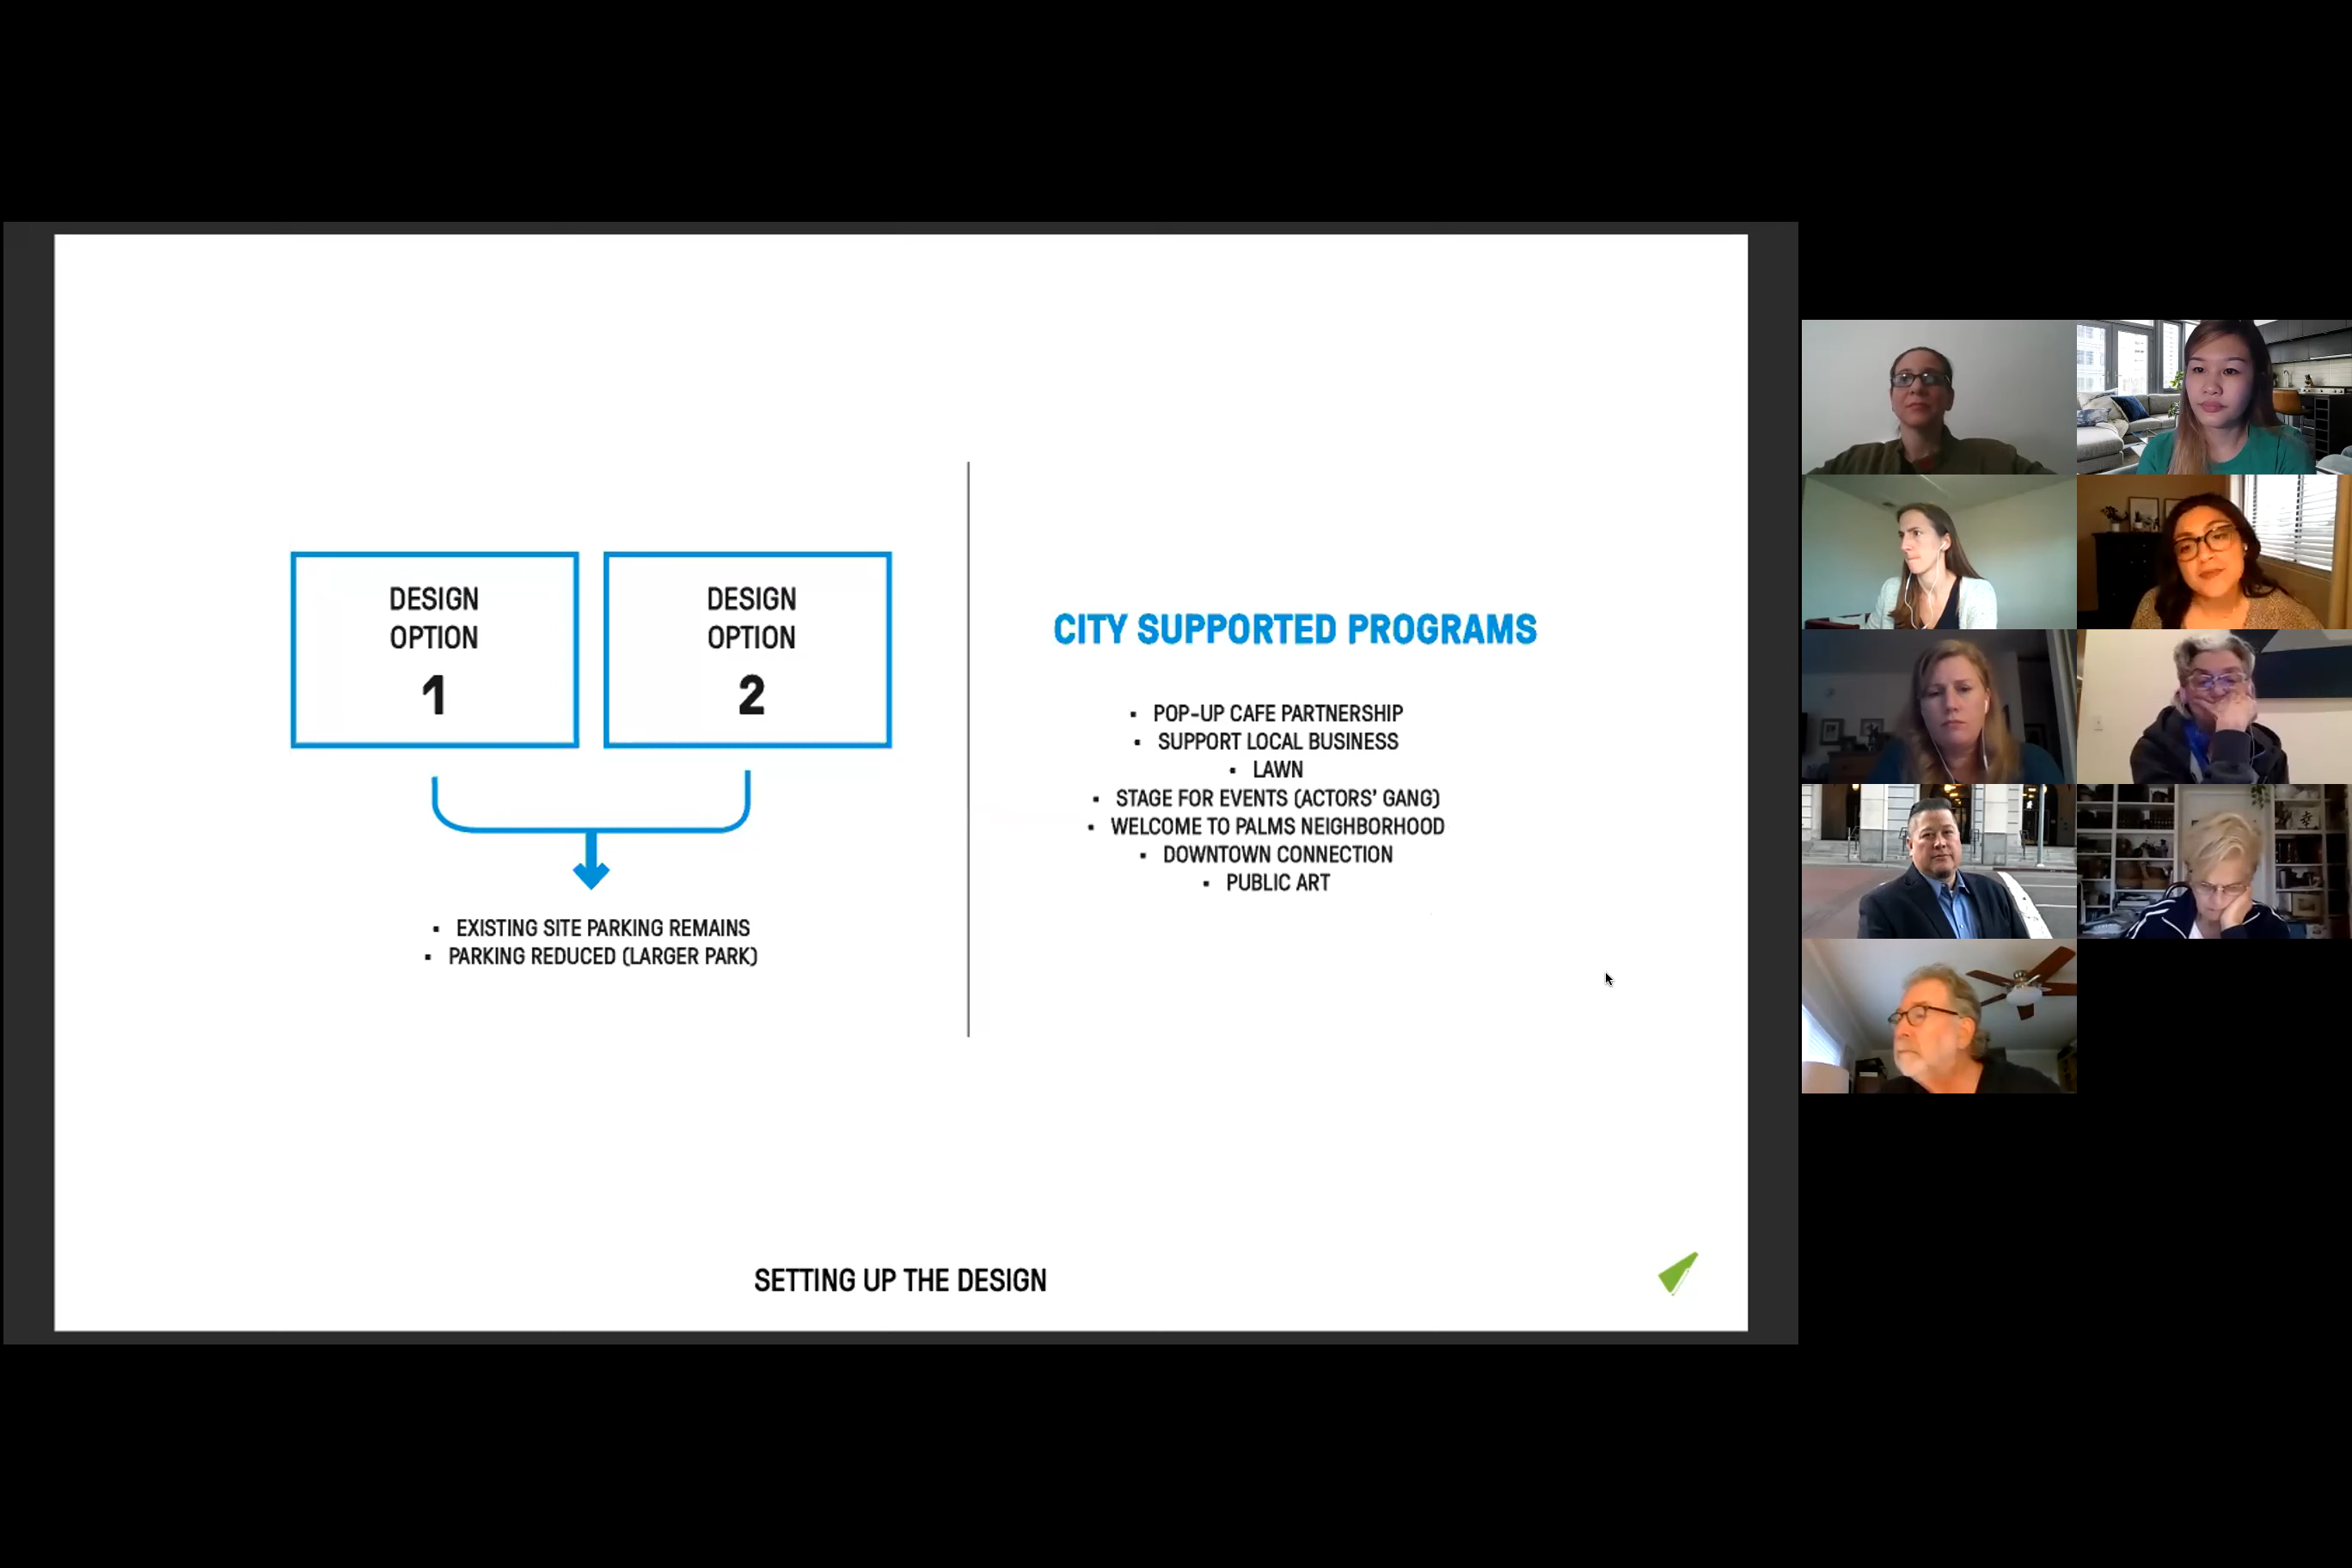 DESIGN
OPTION
1
DESIGN
OPTION
2
▪ EXISTING SITE PARKING REMAINS
▪ PARKING REDUCED (LARGER PARK)
CITY SUPPORTED PROGRAMS
▪ POP-UP CAFE PARTNERSHIP
▪ SUPPORT LOCAL BUSINESS
▪ LAWN
▪ STAGE FOR EVENTS (ACTORS' GANG)
▪ WELCOME TO PALMS NEIGHBORHOOD
▪ DOWNTOWN CONNECTION
▪ PUBLIC ART
SETTING UP THE DESIGN